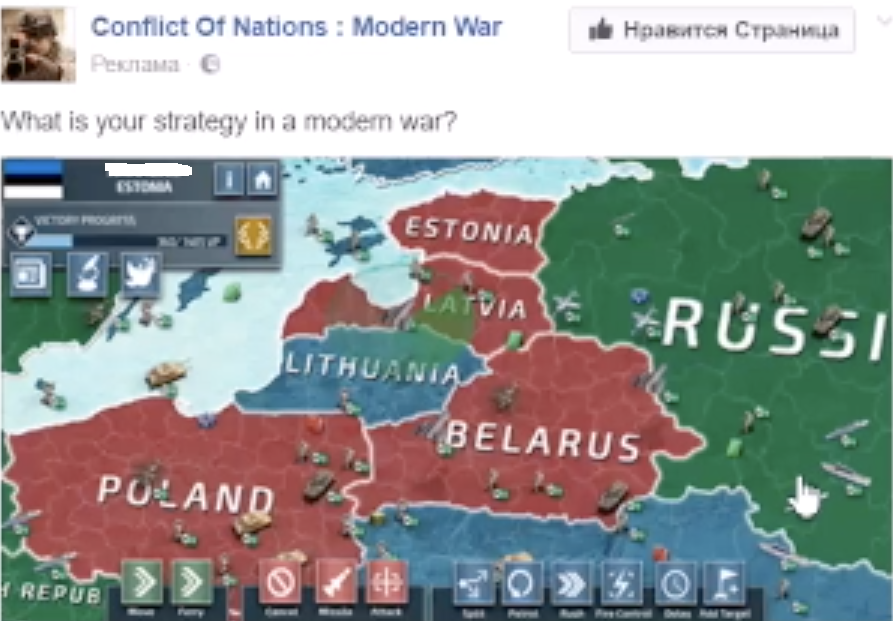 Conflict Of Nations : Modern War
Нравится Страница
Реклама
What is your strategy in a modern war?
ESTONIA
VICTORY PROGRESS
ESTONIA
LATVIA
RUSSI
LITHUANIA
BELARUS
POLAND
H REPUB
Move
Ferry
Cancel
Missile
Attack
Split
Patrol
Rush
Fire Control
Delay
Add Target